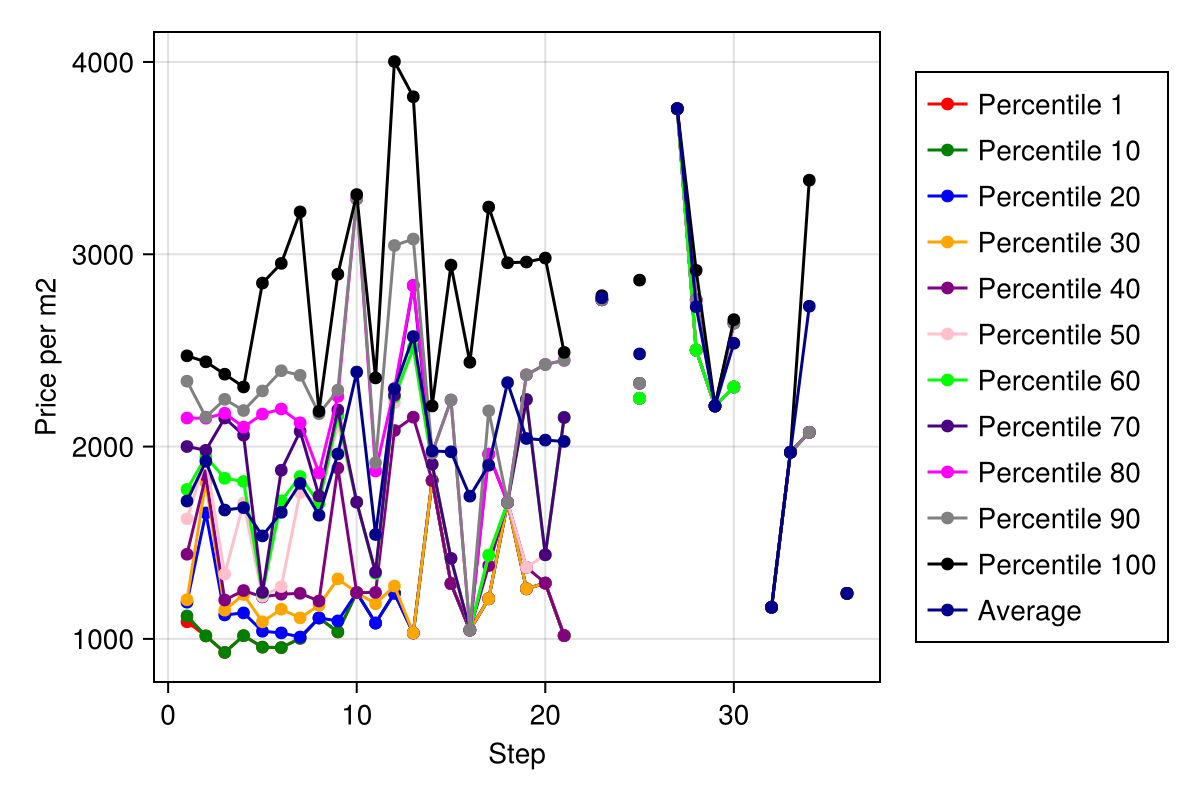 4000
3000
2000
1000
Price per m2
0 10 20 30
Step
Percentile 1
Percentile 10
Percentile 20
Percentile 30
Percentile 40
Percentile 50
Percentile 60
Percentile 70
Percentile 80
Percentile 90
Percentile 100
Average